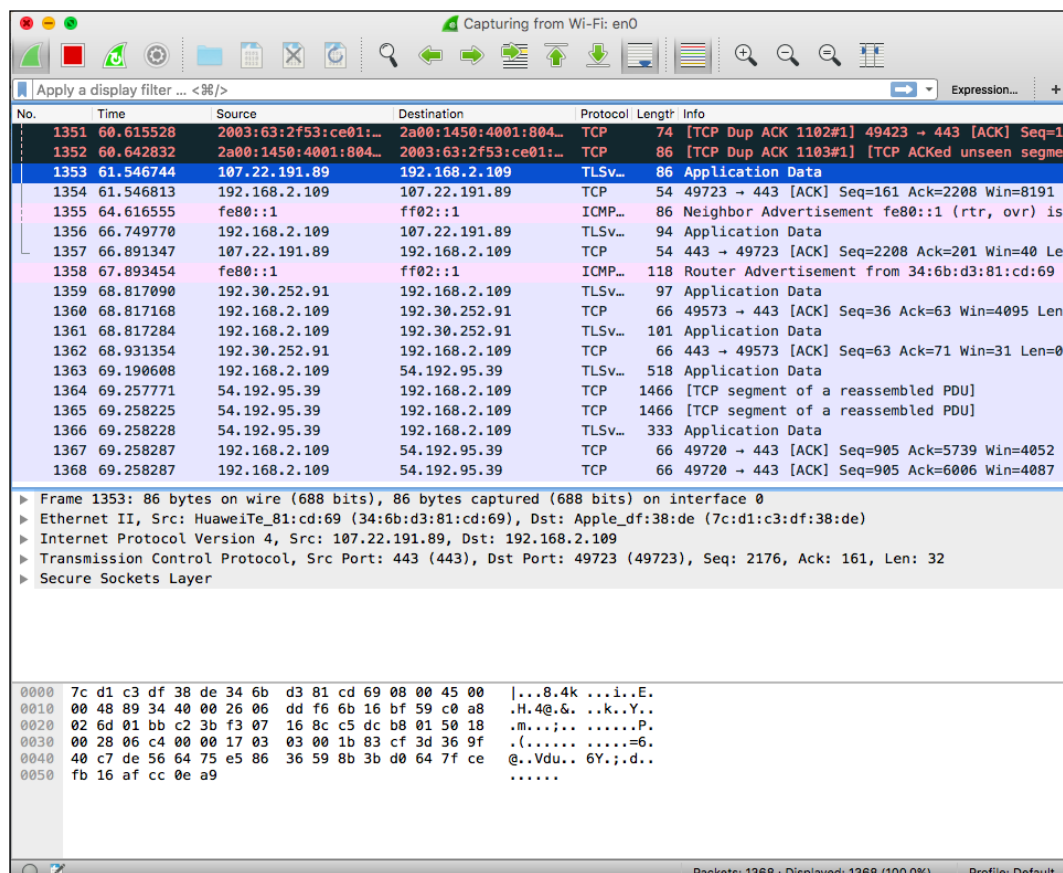 Capturing from Wi-Fi: en0
Apply a display filter ... <⌘/>
Expression...
+
No. Time Source Destination Protocol Length Info
1351 60.615528 2003:63:2f53:ce01:… 2a00:1450:4001:804… TCP 74 [TCP Dup ACK 1102#1] 49423 → 443 [ACK] Seq=1
1352 60.642832 2a00:1450:4001:804… 2003:63:2f53:ce01:… TCP 86 [TCP Dup ACK 1103#1] [TCP ACKed unseen segme
1353 61.546744 107.22.191.89 192.168.2.109 TLSv… 86 Application Data
1354 61.546813 192.168.2.109 107.22.191.89 TCP 54 49723 → 443 [ACK] Seq=161 Ack=2208 Win=8191
1355 64.616555 fe80::1 ff02::1 ICMP… 86 Neighbor Advertisement fe80::1 (rtr, ovr) is
1356 66.749770 192.168.2.109 107.22.191.89 TLSv… 94 Application Data
1357 66.891347 107.22.191.89 192.168.2.109 TCP 54 443 → 49723 [ACK] Seq=2208 Ack=201 Win=40 Le
1358 67.893454 fe80::1 ff02::1 ICMP… 118 Router Advertisement from 34:6b:d3:81:cd:69
1359 68.817090 192.30.252.91 192.168.2.109 TLSv… 97 Application Data
1360 68.817168 192.168.2.109 192.30.252.91 TCP 66 49573 → 443 [ACK] Seq=36 Ack=63 Win=4095 Len
1361 68.817284 192.168.2.109 192.30.252.91 TLSv… 101 Application Data
1362 68.931354 192.30.252.91 192.168.2.109 TCP 66 443 → 49573 [ACK] Seq=63 Ack=71 Win=31 Len=0
1363 69.190608 192.168.2.109 54.192.95.39 TLSv… 518 Application Data
1364 69.257771 54.192.95.39 192.168.2.109 TCP 1466 [TCP segment of a reassembled PDU]
1365 69.258225 54.192.95.39 192.168.2.109 TCP 1466 [TCP segment of a reassembled PDU]
1366 69.258228 54.192.95.39 192.168.2.109 TLSv… 333 Application Data
1367 69.258287 192.168.2.109 54.192.95.39 TCP 66 49720 → 443 [ACK] Seq=905 Ack=5739 Win=4052
1368 69.258287 192.168.2.109 54.192.95.39 TCP 66 49720 → 443 [ACK] Seq=905 Ack=6006 Win=4087
Frame 1353: 86 bytes on wire (688 bits), 86 bytes captured (688 bits) on interface 0
Ethernet II, Src: HuaweiTe_81:cd:69 (34:6b:d3:81:cd:69), Dst: Apple_df:38:de (7c:d1:c3:df:38:de)
Internet Protocol Version 4, Src: 107.22.191.89, Dst: 192.168.2.109
Transmission Control Protocol, Src Port: 443 (443), Dst Port: 49723 (49723), Seq: 2176, Ack: 161, Len: 32
Secure Sockets Layer
0000 7c d1 c3 df 38 de 34 6b d3 81 cd 69 08 00 45 00 |...8.4k ...i..E.
0010 00 48 89 34 40 00 26 06 dd f6 6b 16 bf 59 c0 a8 .H.4@.&. ..k..Y..
0020 02 6d 01 bb c2 3b f3 07 16 8c c5 dc b8 01 50 18 .m...;.. ......P.
0030 00 28 06 c4 00 00 17 03 03 00 1b 83 cf 3d 36 9f .(...... .....=6.
0040 40 c7 de 56 64 75 e5 86 36 59 8b 3b d0 64 7f ce @..Vdu.. 6Y.;.d..
0050 fb 16 af cc 0e a9 ......
Packets: 1368 · Displayed: 1368 (100.0%) Profile: Default